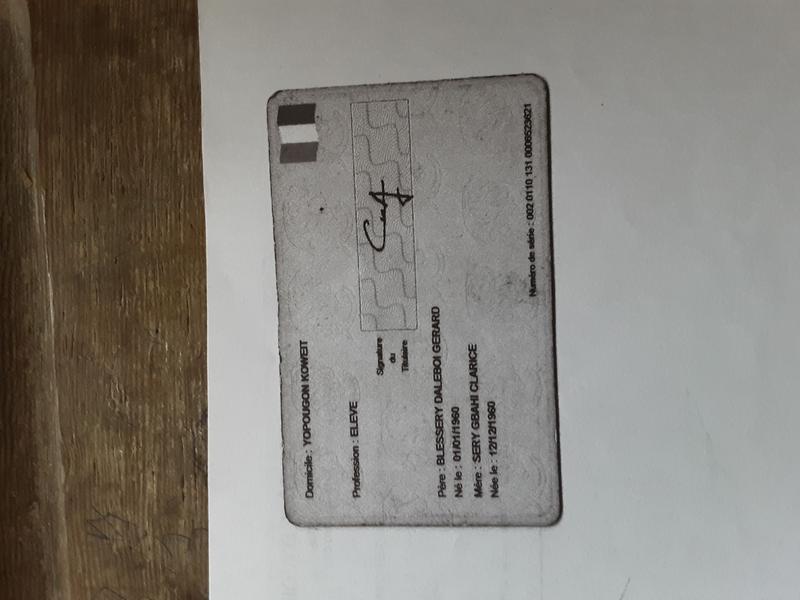 Domicile : YOPOUGON KOWEIT
Profession : ELEVE
Signature
du
Titulaire
Père : BLESSERY DALEBOI GERARD
Né le : 01/01/1960
Mère : SERY GBAHI CLARICE
Née le : 12/12/1960
Numéro de série : 002 0110 131 0008523621